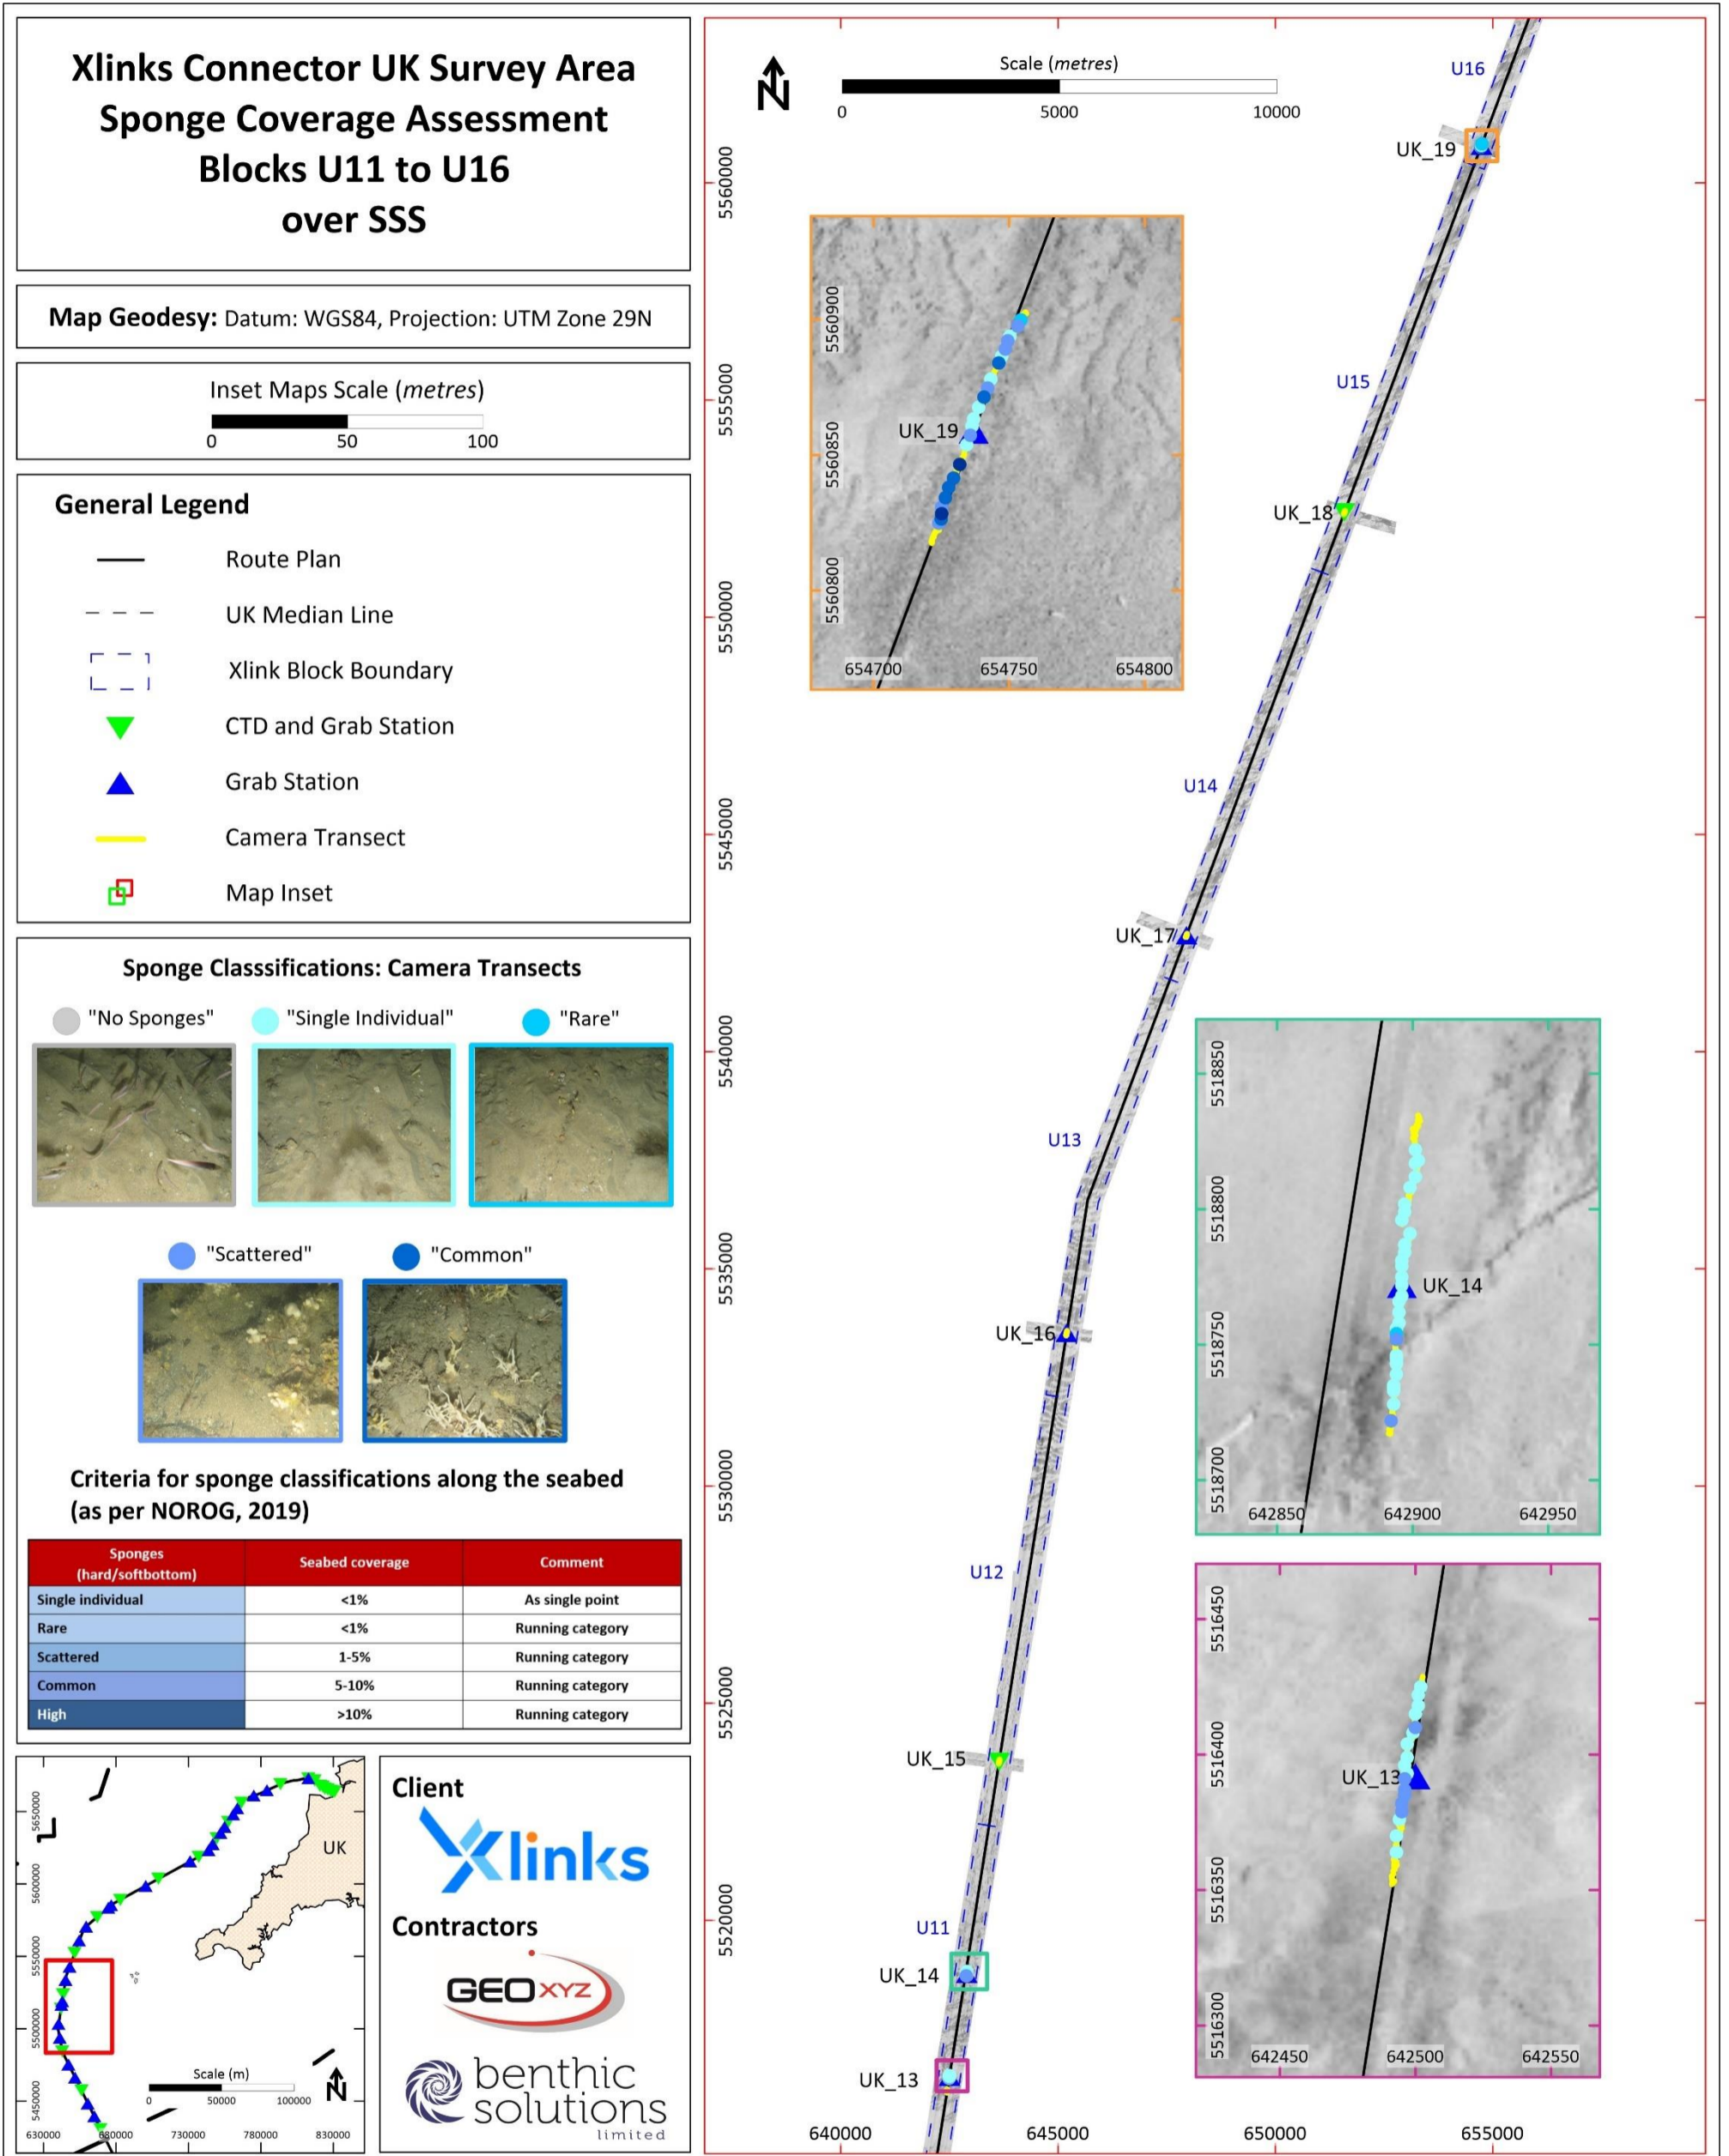 Xlinks Connector UK Survey Area
Sponge Coverage Assessment
Blocks U11 to U16
over SSS
Map Geodesy: Datum: WGS84, Projection: UTM Zone 29N
Inset Maps Scale (metres)
0 50 100
General Legend
Route Plan
UK Median Line
Xlink Block Boundary
CTD and Grab Station
Grab Station
Camera Transect
Map Inset
Sponge Classsifications: Camera Transects
"No Sponges" "Single Individual" "Rare"
"Scattered" "Common"
Criteria for sponge classifications along the seabed
(as per NOROG, 2019)
Sponges
(hard/softbottom) Seabed coverage Comment
Single individual <1% As single point
Rare <1% Running category
Scattered 1-5% Running category
Common 5-10% Running category
High >10% Running category
5650000
5600000
5550000
5500000
5450000
UK
Scale (m)
0 50000 100000
N
630000 680000 730000 780000 830000
Client
Xlinks
Contractors
GEOXYZ
benthic
solutions
limited
N
Scale (metres)
0 5000 10000
5560000
5555000
5550000
5545000
5540000
5535000
5530000
5525000
5520000
640000 645000 650000 655000
U16
UK_19
U15
UK_18
U14
UK_17
U13
UK_16
U12
UK_15
U11
UK_14
UK_13
5560900
5560850
5560800
UK_19
654700 654750 654800
5518850
5518800
5518750
5518700
UK_14
642850 642900 642950
5516450
5516400
5516350
5516300
UK_13
642450 642500 642550